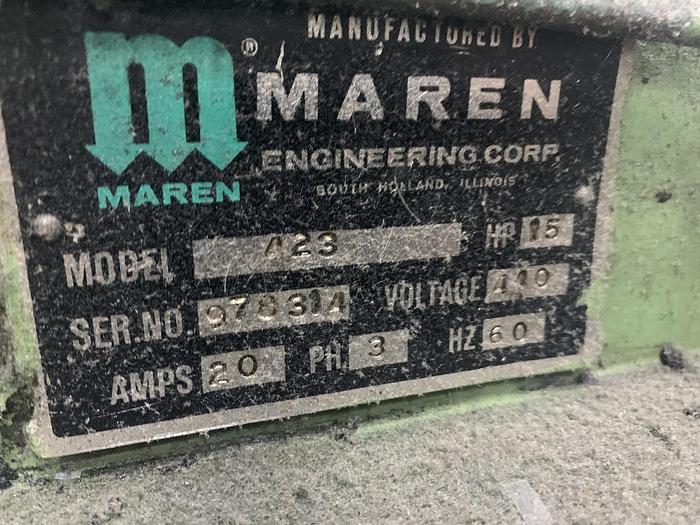 MANUFACTURED BY
m ®
MAREN
MAREN
ENGINEERING CORP.
SOUTH HOLLAND, ILLINOIS
MODEL 423 HP 15
SER.NO. 978314 VOLTAGE 440
AMPS 20 PH. 3 HZ 60